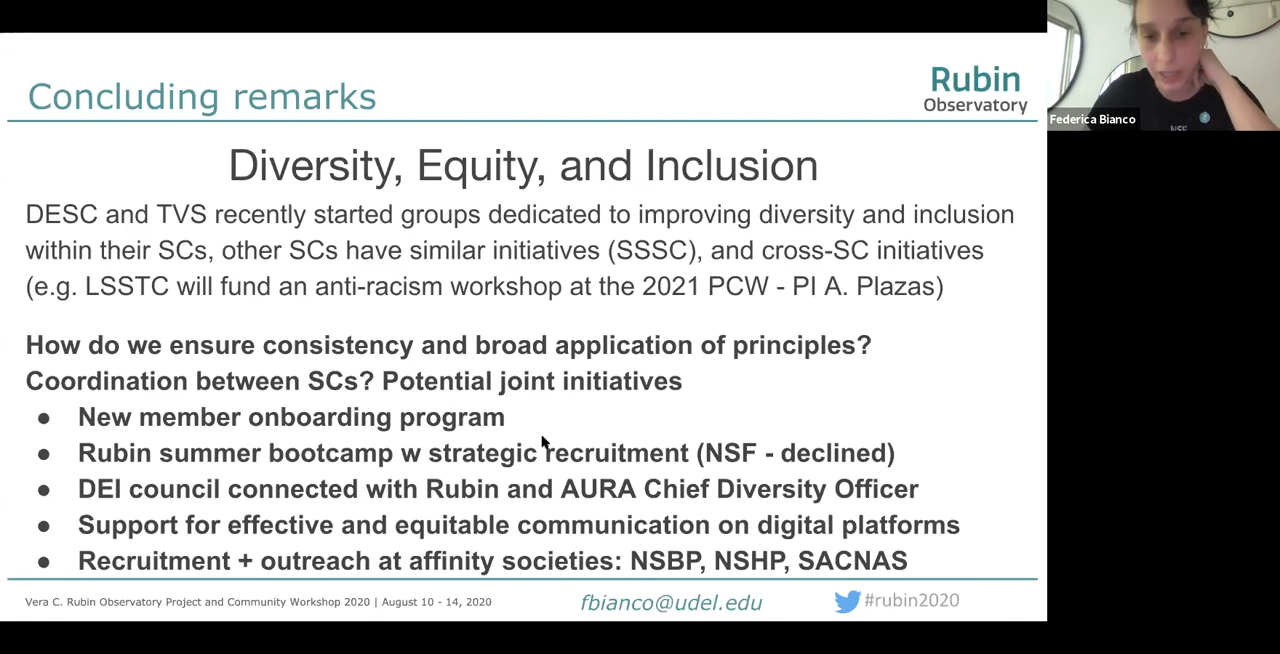 Concluding remarks
Rubin
Observatory
Federica Bianco
NSF
Diversity, Equity, and Inclusion
DESC and TVS recently started groups dedicated to improving diversity and inclusion
within their SCs, other SCs have similar initiatives (SSSC), and cross-SC initiatives
(e.g. LSSTC will fund an anti-racism workshop at the 2021 PCW - PI A. Plazas)
How do we ensure consistency and broad application of principles?
Coordination between SCs? Potential joint initiatives
● New member onboarding program
● Rubin summer bootcamp w strategic recruitment (NSF - declined)
● DEI council connected with Rubin and AURA Chief Diversity Officer
● Support for effective and equitable communication on digital platforms
● Recruitment + outreach at affinity societies: NSBP, NSHP, SACNAS
Vera C. Rubin Observatory Project and Community Workshop 2020 | August 10 - 14, 2020
fbianco@udel.edu
#rubin2020